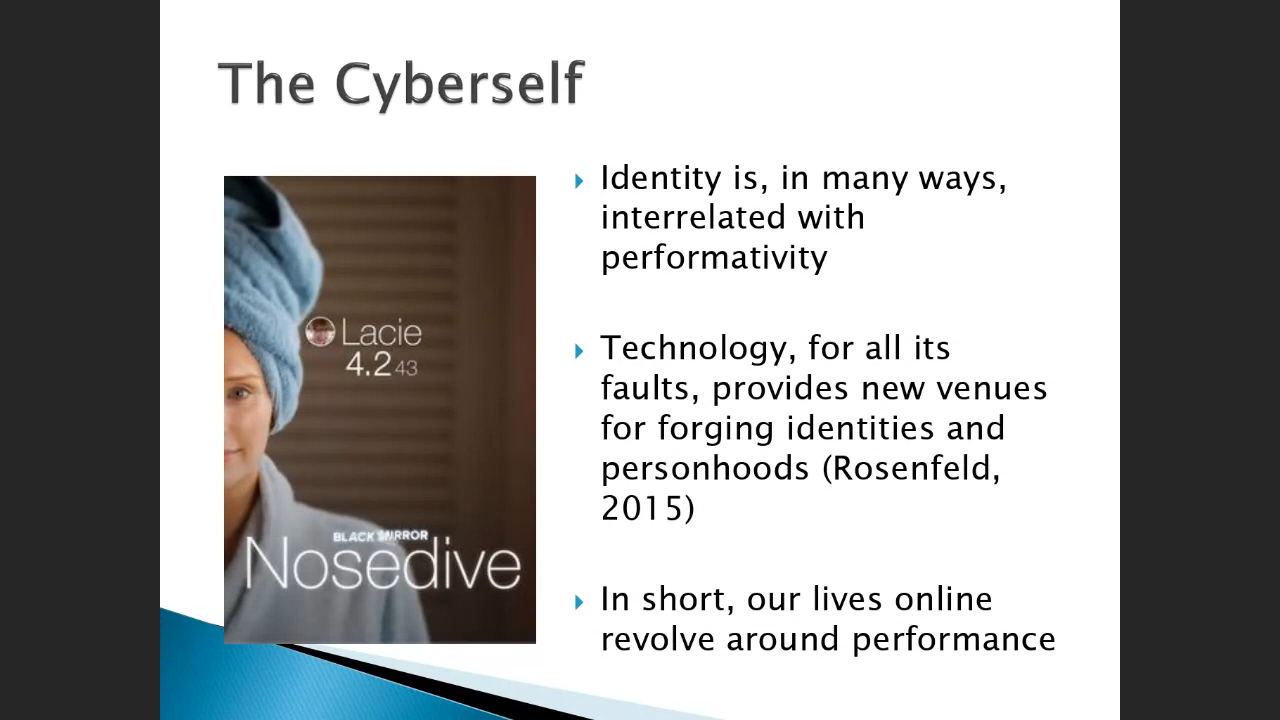 The Cyberself
Lacie
4.243
BLACK MIRROR
Nosedive
Identity is, in many ways,
interrelated with
performativity
Technology, for all its
faults, provides new venues
for forging identities and
personhoods (Rosenfeld,
2015)
In short, our lives online
revolve around performance